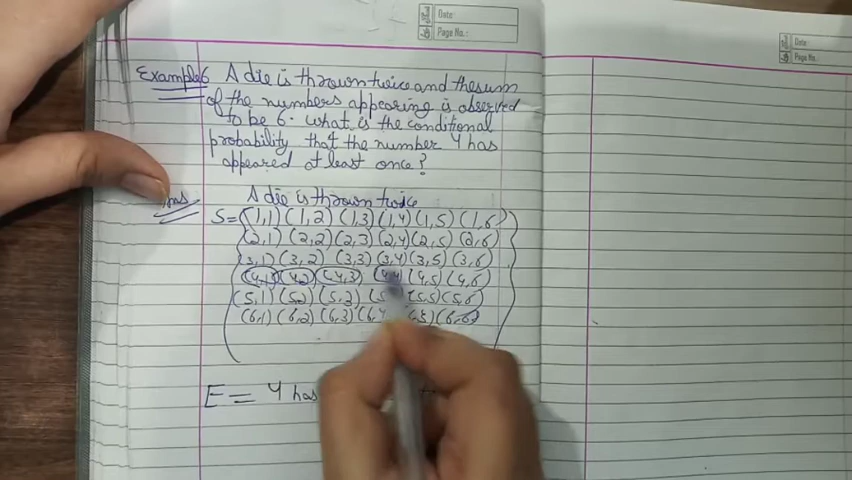 Date:
Page No.:
Date:
Page No.:
Example 6 A die is thrown twice and the sum
of the numbers appearing is observed
to be 6. what is the conditional
probability that the number 4 has
appeared at least once?
Ans A die is thrown twice
S = (1,1) (1,2) (1,3) (1,4) (1,5) (1,6)
(2,1) (2,2) (2,3) (2,4) (2,5) (2,6)
(3,1) (3,2) (3,3) (3,4) (3,5) (3,6)
(4,1) (4,2) (4,3) (4,4) (4,5) (4,6)
(5,1) (5,2) (5,3) (5, 5,5) (5,6)
(6,1) (6,2) (6,3) (6,4 6,5) (6,6)
E = 4 has